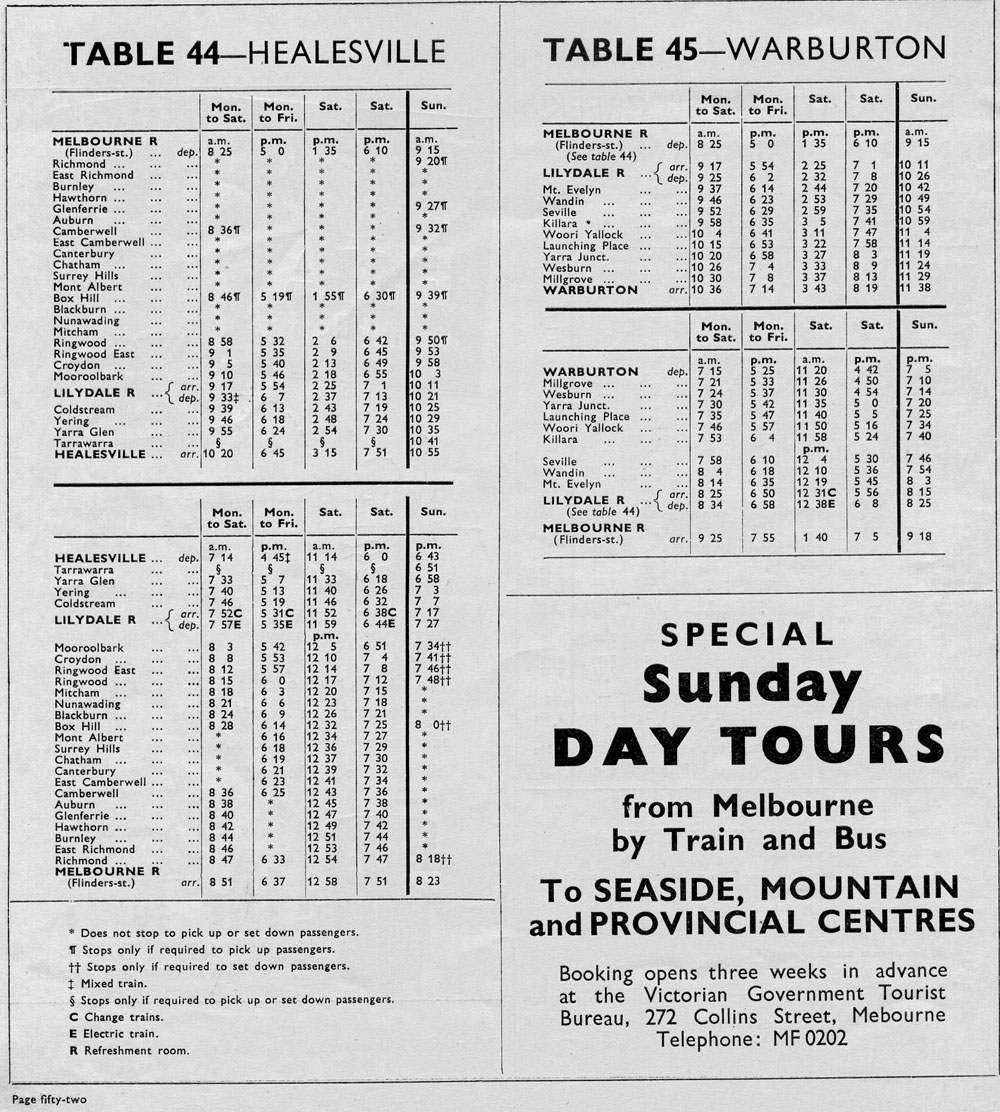 TABLE 44—HEALESVILLE
Mon. to Sat. Mon. to Fri. Sat. Sat. Sun.
MELBOURNE R a.m. p.m. p.m. p.m. a.m.
(Flinders-st.) ... dep. 8 25 5 0 1 35 6 10 9 15
Richmond ... ... * * * * 9 20¶
East Richmond ... * * * * *
Burnley ... ... * * * * *
Hawthorn ... ... * * * * *
Glenferrie ... ... * * * * 9 27¶
Auburn ... ... * * * * *
Camberwell ... ... 8 36¶ * * * 9 32¶
East Camberwell ... ... * * * * *
Canterbury ... ... * * * * *
Chatham ... ... * * * * *
Surrey Hills ... ... * * * * *
Mont Albert ... ... * * * * *
Box Hill ... ... ... 8 46¶ 5 19¶ 1 55¶ 6 30¶ 9 39¶
Blackburn ... ... ... * * * * *
Nunawading ... ... * * * * *
Mitcham ... ... ... * * * * *
Ringwood ... ... ... 8 58 5 32 2 6 6 42 9 50¶
Ringwood East ... ... 9 1 5 35 2 9 6 45 9 53
Croydon ... ... ... 9 5 5 40 2 13 6 49 9 58
Mooroolbark ... ... 9 10 5 46 2 18 6 55 10 3
LILYDALE R ... { arr. 9 17 5 54 2 25 7 1 10 11
dep. 9 33‡ 6 7 2 37 7 13 10 21
Coldstream ... ... 9 39 6 13 2 43 7 19 10 25
Yering ... ... ... 9 46 6 18 2 48 7 24 10 29
Yarra Glen ... ... 9 55 6 24 2 54 7 30 10 35
Tarrawarra ... ... § § § § 10 41
HEALESVILLE ... arr. 10 20 6 45 3 15 7 51 10 55
Mon. to Sat. Mon. to Fri. Sat. Sat. Sun.
a.m. p.m. a.m. p.m. p.m.
HEALESVILLE ... dep. 7 14 4 45‡ 11 14 6 0 6 43
Tarrawarra ... ... § § § § 6 51
Yarra Glen ... ... 7 33 5 7 11 33 6 18 6 58
Yering ... ... ... 7 40 5 13 11 40 6 26 7 3
Coldstream ... ... 7 46 5 19 11 46 6 32 7 7
LILYDALE R ... { arr. 7 52C 5 31C 11 52 6 38C 7 17
dep. 7 57E 5 35E 11 59 6 44E 7 27
p.m.
Mooroolbark ... ... 8 3 5 42 12 5 6 51 7 34††
Croydon ... ... ... 8 8 5 53 12 10 7 4 7 41††
Ringwood East ... ... 8 12 5 57 12 14 7 8 7 46††
Ringwood ... ... ... 8 15 6 0 12 17 7 12 7 48††
Mitcham ... ... ... 8 18 6 3 12 20 7 15 *
Nunawading ... ... 8 21 6 6 12 23 7 18 *
Blackburn ... ... ... 8 24 6 9 12 26 7 21 *
Box Hill ... ... ... 8 28 6 14 12 32 7 25 8 0††
Mont Albert ... ... * 6 16 12 34 7 27 *
Surrey Hills ... ... * 6 18 12 36 7 29 *
Chatham ... ... ... * 6 19 12 37 7 30 *
Canterbury ... ... * 6 21 12 39 7 32 *
East Camberwell ... ... * 6 23 12 41 7 34 *
Camberwell ... ... 8 36 6 25 12 43 7 36 *
Auburn ... ... ... 8 38 * 12 45 7 38 *
Glenferrie ... ... ... 8 40 * 12 47 7 40 *
Hawthorn ... ... ... 8 42 * 12 49 7 42 *
Burnley ... ... ... 8 44 * 12 51 7 44 *
East Richmond ... ... 8 46 * 12 53 7 46 *
Richmond ... ... ... 8 47 6 33 12 54 7 47 8 18††
MELBOURNE R
(Flinders-st.) arr. 8 51 6 37 12 58 7 51 8 23
* Does not stop to pick up or set down passengers.
¶ Stops only if required to pick up passengers.
†† Stops only if required to set down passengers.
‡ Mixed train.
§ Stops only if required to pick up or set down passengers.
C Change trains.
E Electric train.
R Refreshment room.
Page fifty-two
TABLE 45—WARBURTON
Mon. to Sat. Mon. to Fri. Sat. Sat. Sun.
MELBOURNE R a.m. p.m. p.m. p.m. a.m.
(Flinders-st.) ... dep. 8 25 5 0 1 35 6 10 9 15
(See table 44)
LILYDALE R ... { arr. 9 17 5 54 2 25 7 1 10 11
dep. 9 25 6 2 2 32 7 8 10 26
Mt. Evelyn ... ... 9 37 6 14 2 44 7 20 10 42
Wandin ... ... ... 9 46 6 23 2 53 7 29 10 49
Seville ... ... ... 9 52 6 29 2 59 7 35 10 54
Killara ... ... ... 9 58 6 35 3 5 7 41 10 59
Woori Yallock ... ... 10 4 6 41 3 11 7 47 11 4
Launching Place ... ... 10 15 6 53 3 22 7 58 11 14
Yarra Junct. ... ... 10 20 6 58 3 27 8 3 11 19
Wesburn ... ... ... 10 26 7 4 3 33 8 9 11 24
Millgrove ... ... ... 10 30 7 8 3 37 8 13 11 29
WARBURTON arr. 10 36 7 14 3 43 8 19 11 38
Mon. to Sat. Mon. to Fri. Sat. Sat. Sun.
a.m. p.m. a.m. p.m. p.m.
WARBURTON dep. 7 15 5 25 11 20 4 42 7 5
Millgrove ... ... ... 7 21 5 33 11 26 4 50 7 10
Wesburn ... ... ... 7 24 5 37 11 30 4 54 7 14
Yarra Junct. ... ... 7 30 5 42 11 35 5 0 7 20
Launching Place ... ... 7 35 5 47 11 40 5 5 7 25
Woori Yallock ... ... 7 46 5 57 11 50 5 16 7 34
Killara ... ... ... 7 53 6 4 11 58 5 24 7 40
p.m.
Seville ... ... ... 7 58 6 10 12 4 5 30 7 46
Wandin ... ... ... 8 4 6 18 12 10 5 36 7 54
Mt. Evelyn ... ... 8 14 6 35 12 19 5 45 8 3
LILYDALE R ... { arr. 8 25 6 50 12 31C 5 56 8 15
(See table 44) dep. 8 34 6 58 12 38E 6 8 8 25
MELBOURNE R
(Flinders-st.) arr. 9 25 7 55 1 40 7 5 9 18
SPECIAL
Sunday
DAY TOURS
from Melbourne
by Train and Bus
To SEASIDE, MOUNTAIN
and PROVINCIAL CENTRES
Booking opens three weeks in advance
at the Victorian Government Tourist
Bureau, 272 Collins Street, Mebourne
Telephone: MF 0202